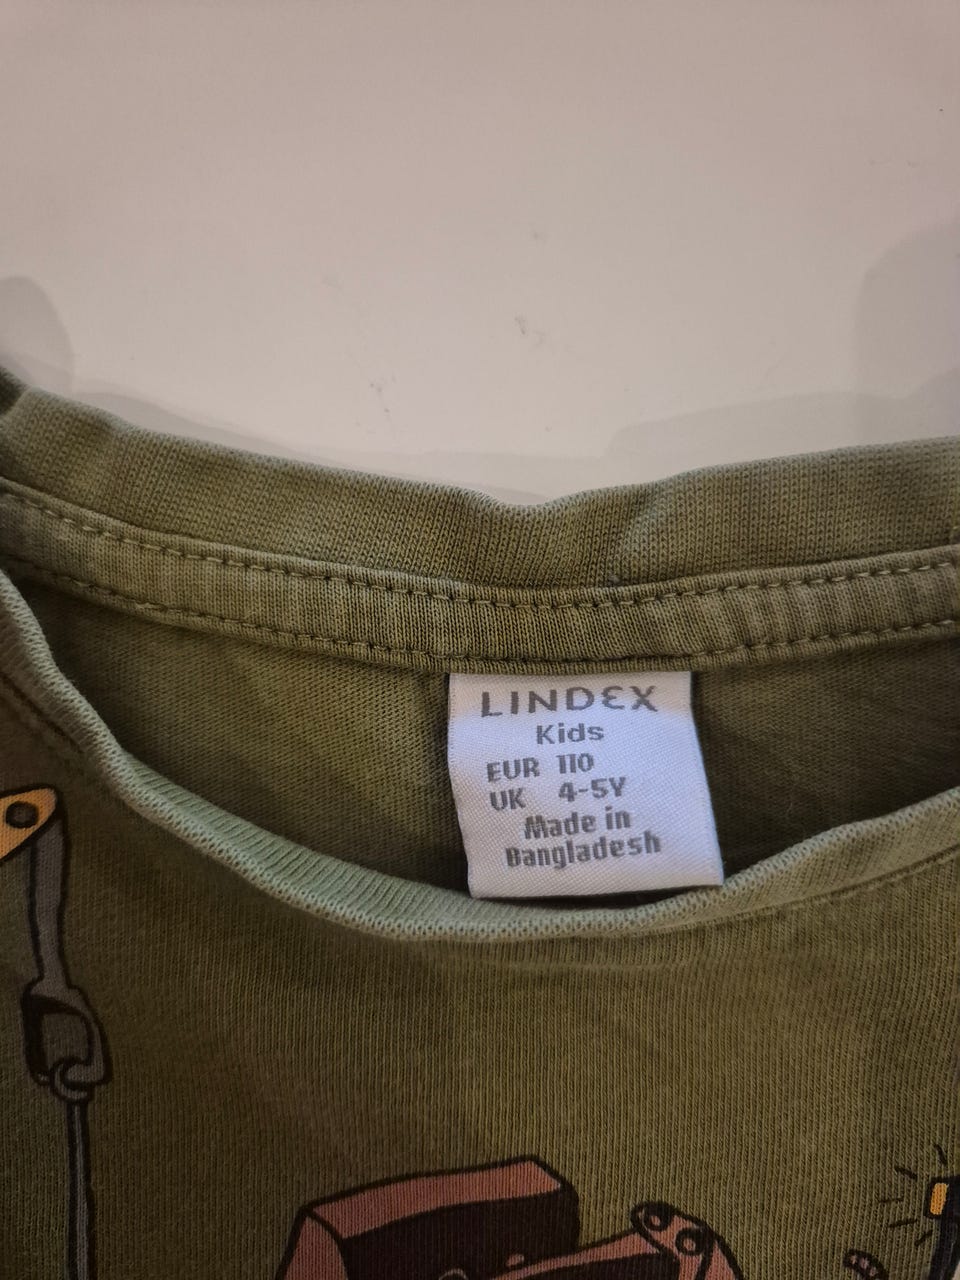 LINDEX
Kids
EUR 110
UK 4-5Y
Made in
Bangladesh